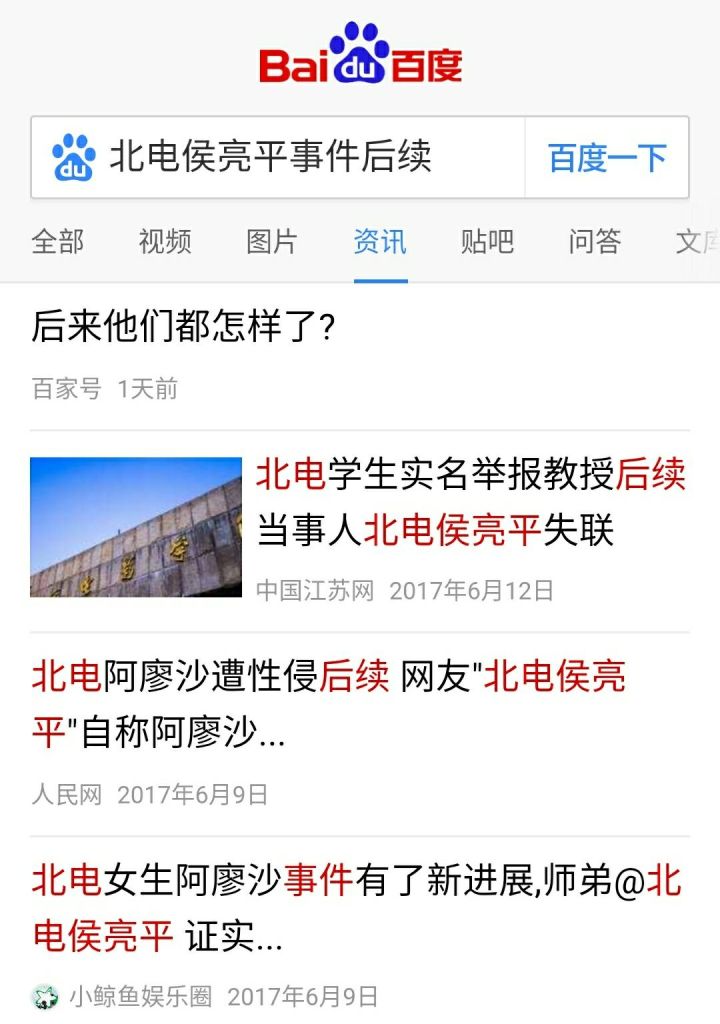 Bai du 百度
du 北电侯亮平事件后续 百度一下
全部 视频 图片 资讯 贴吧 问答 文库
后来他们都怎样了?
百家号 1天前
北电学生实名举报教授后续
当事人北电侯亮平失联
中国江苏网 2017年6月12日
北电阿廖沙遭性侵后续 网友"北电侯亮
平"自称阿廖沙...
人民网 2017年6月9日
北电女生阿廖沙事件有了新进展,师弟@北
电侯亮平 证实...
小鲸鱼娱乐圈 2017年6月9日